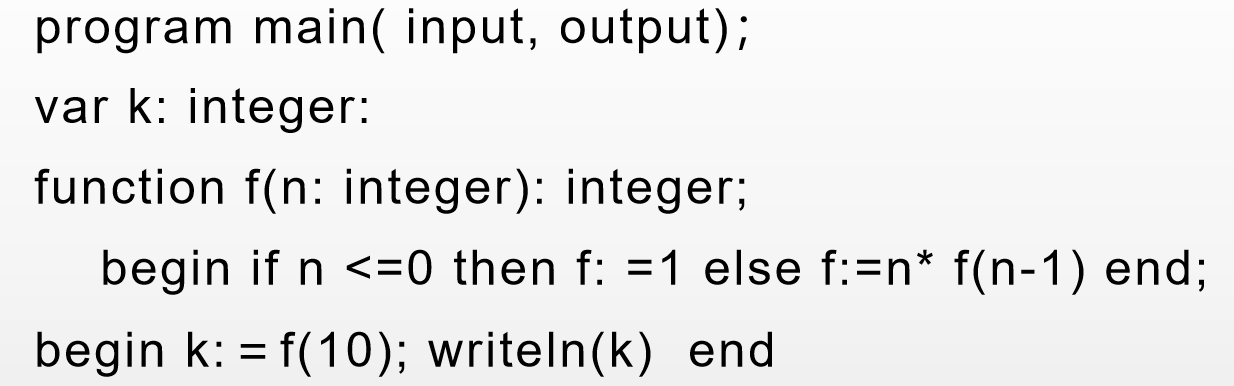 program main( input, output);
var k: integer:
function f(n: integer): integer;
begin if n <=0 then f: =1 else f:=n* f(n-1) end;
begin k: = f(10); writeln(k) end